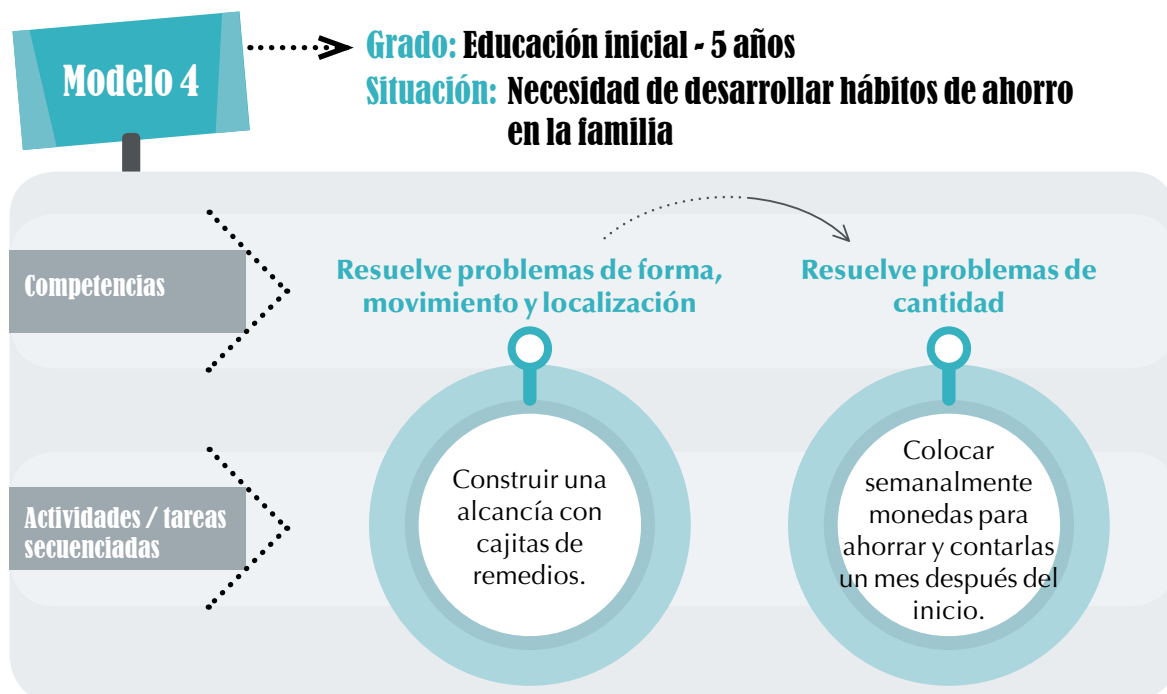 Modelo 4
Grado: Educación inicial - 5 años
Situación: Necesidad de desarrollar hábitos de ahorro
en la familia
Competencias
Resuelve problemas de forma,
movimiento y localización
Resuelve problemas de
cantidad
Actividades / tareas
secuenciadas
Construir una
alcancía con
cajitas de
remedios.
Colocar
semanalmente
monedas para
ahorrar y contarlas
un mes después del
inicio.